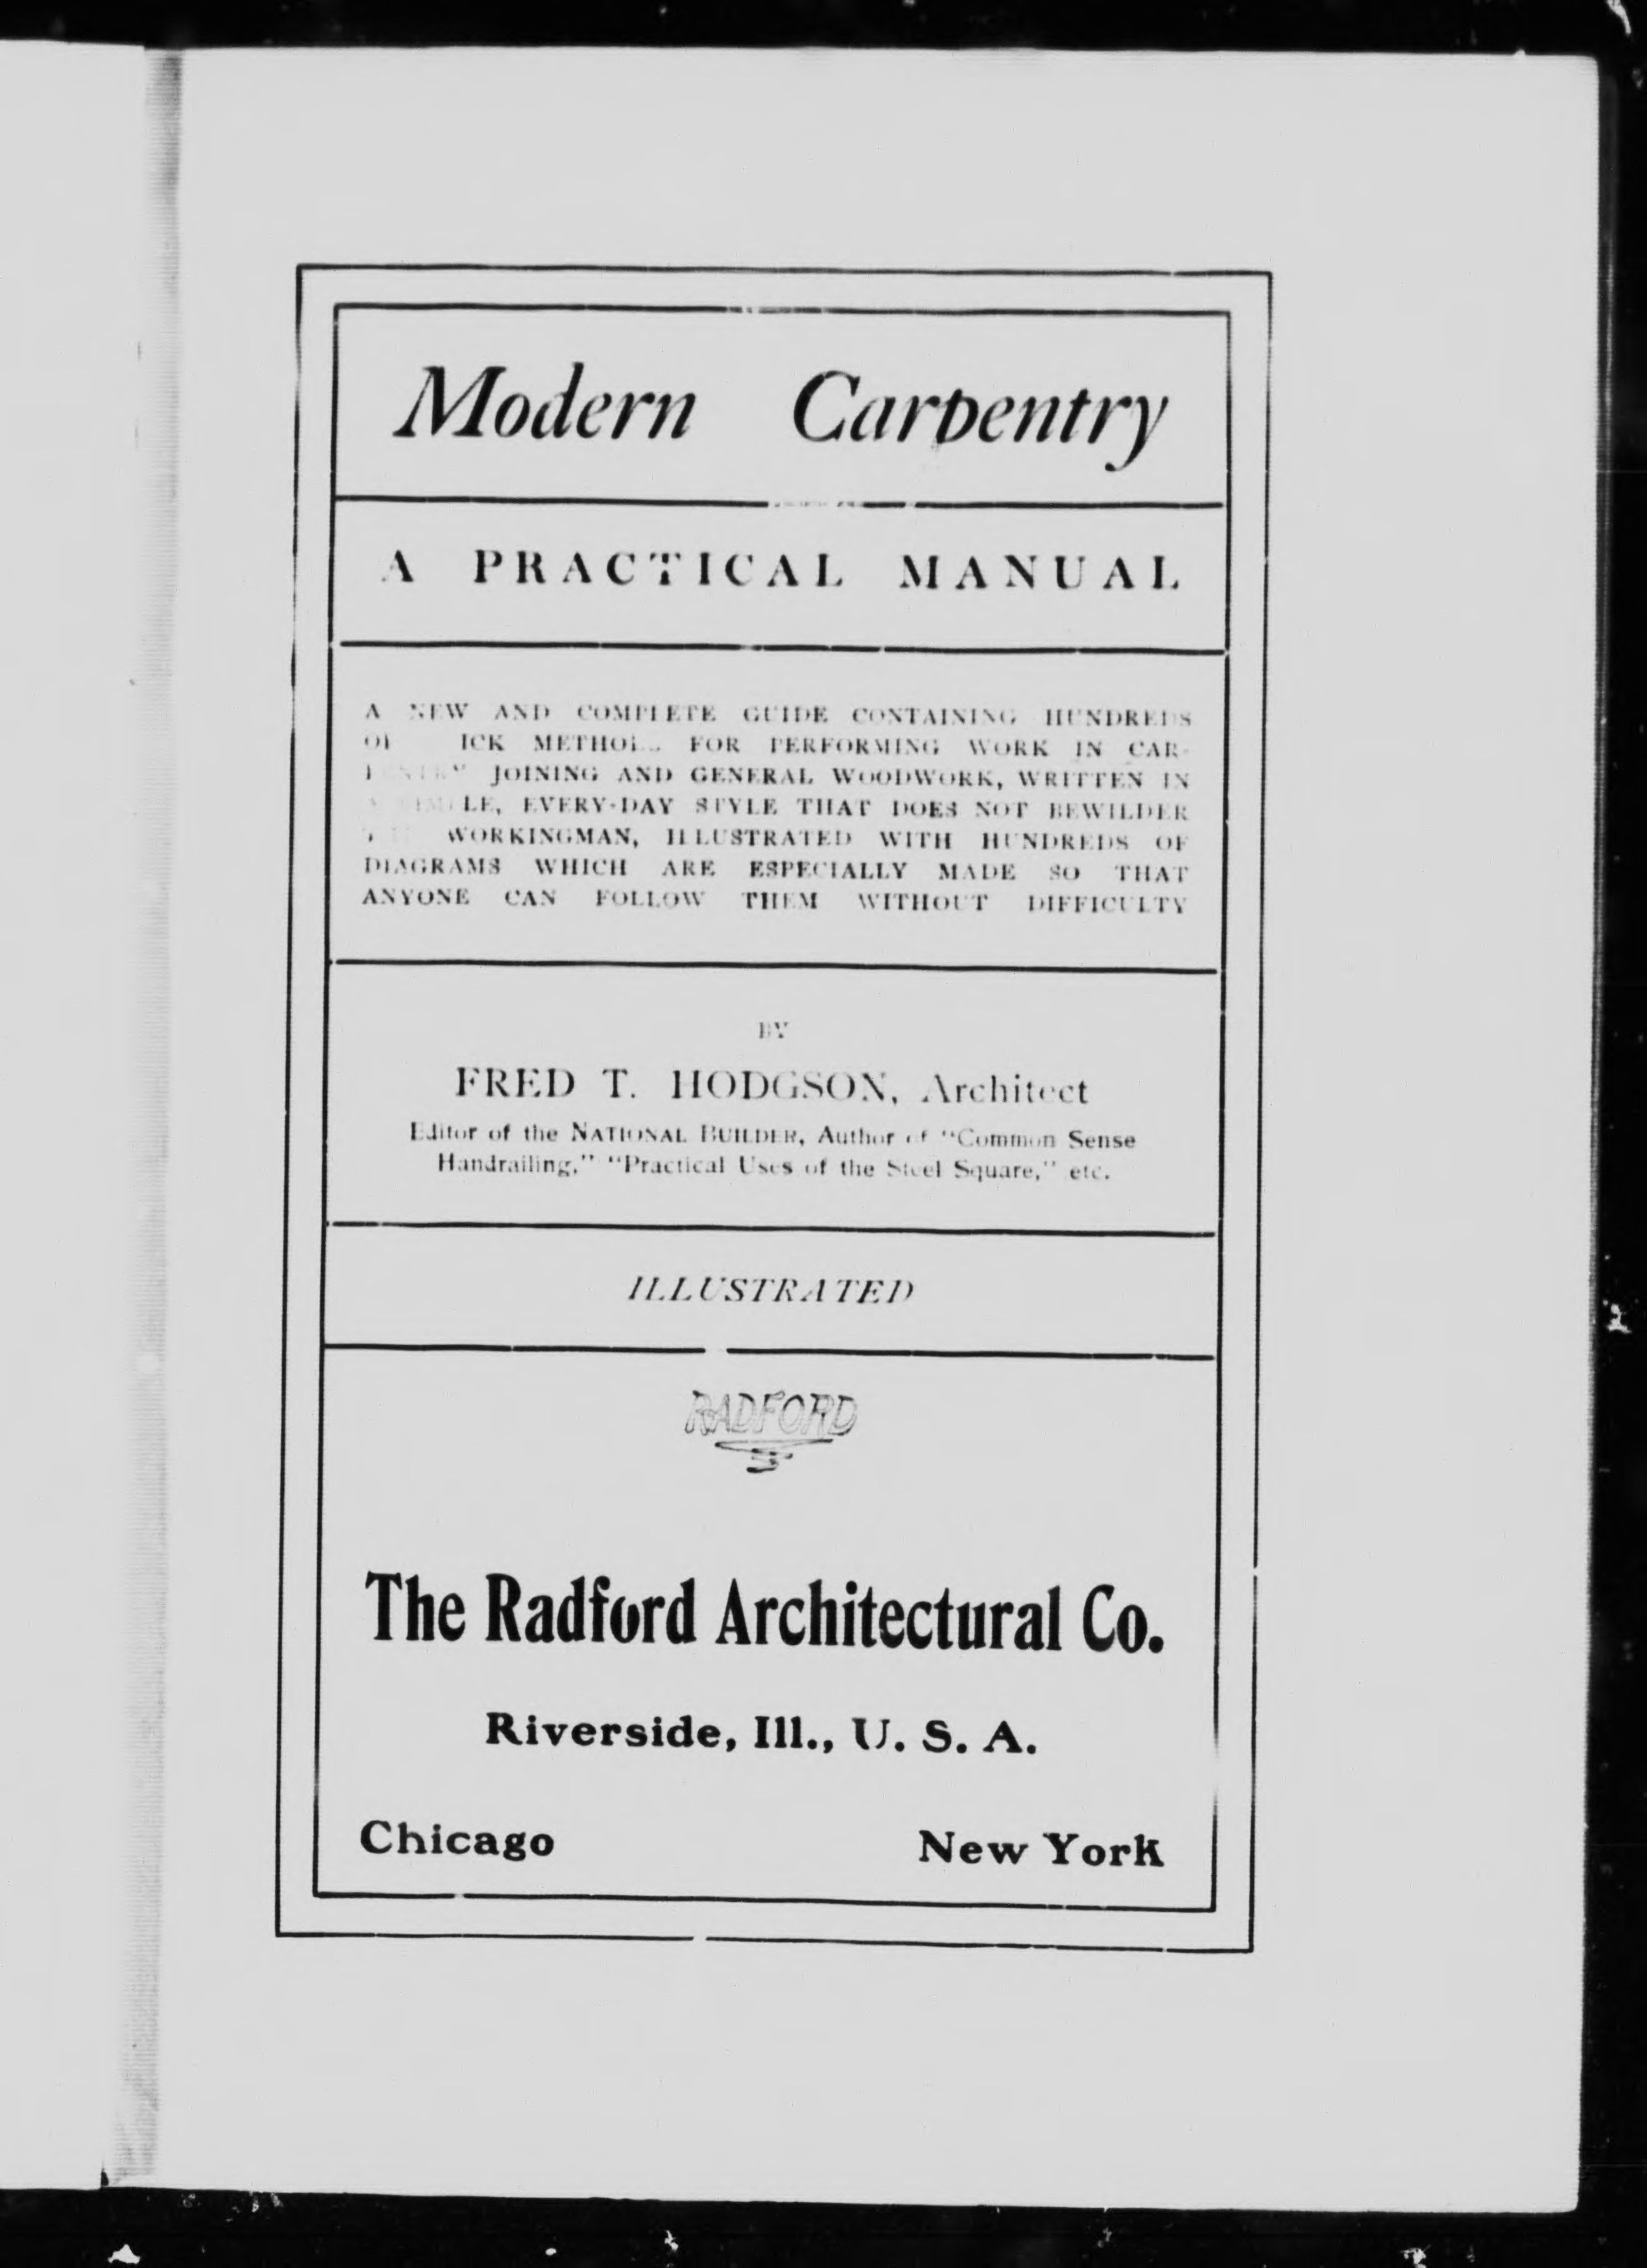 Modern Carpentry
A PRACTICAL MANUAL
A NEW AND COMPLETE GUIDE CONTAINING HUNDREDS
OF METHODS FOR PERFORMING WORK IN CAR-
JOINING AND GENERAL WOODWORK, WRITTEN IN
A SIMPLE, EVERY-DAY STYLE THAT DOES NOT BEWILDER
WORKINGMAN, ILLUSTRATED WITH HUNDREDS OF
DIAGRAMS WHICH ARE ESPECIALLY MADE SO THAT
ANYONE CAN FOLLOW THEM WITHOUT DIFFICULTY
BY
FRED T. HODGSON, Architect
Editor of the NATIONAL BUILDER, Author of "Common Sense
Handrailing," "Practical Uses of the Steel Square," etc.
ILLUSTRATED
RADFORD
The Radford Architectural Co.
Riverside, Ill., U. S. A.
Chicago New York